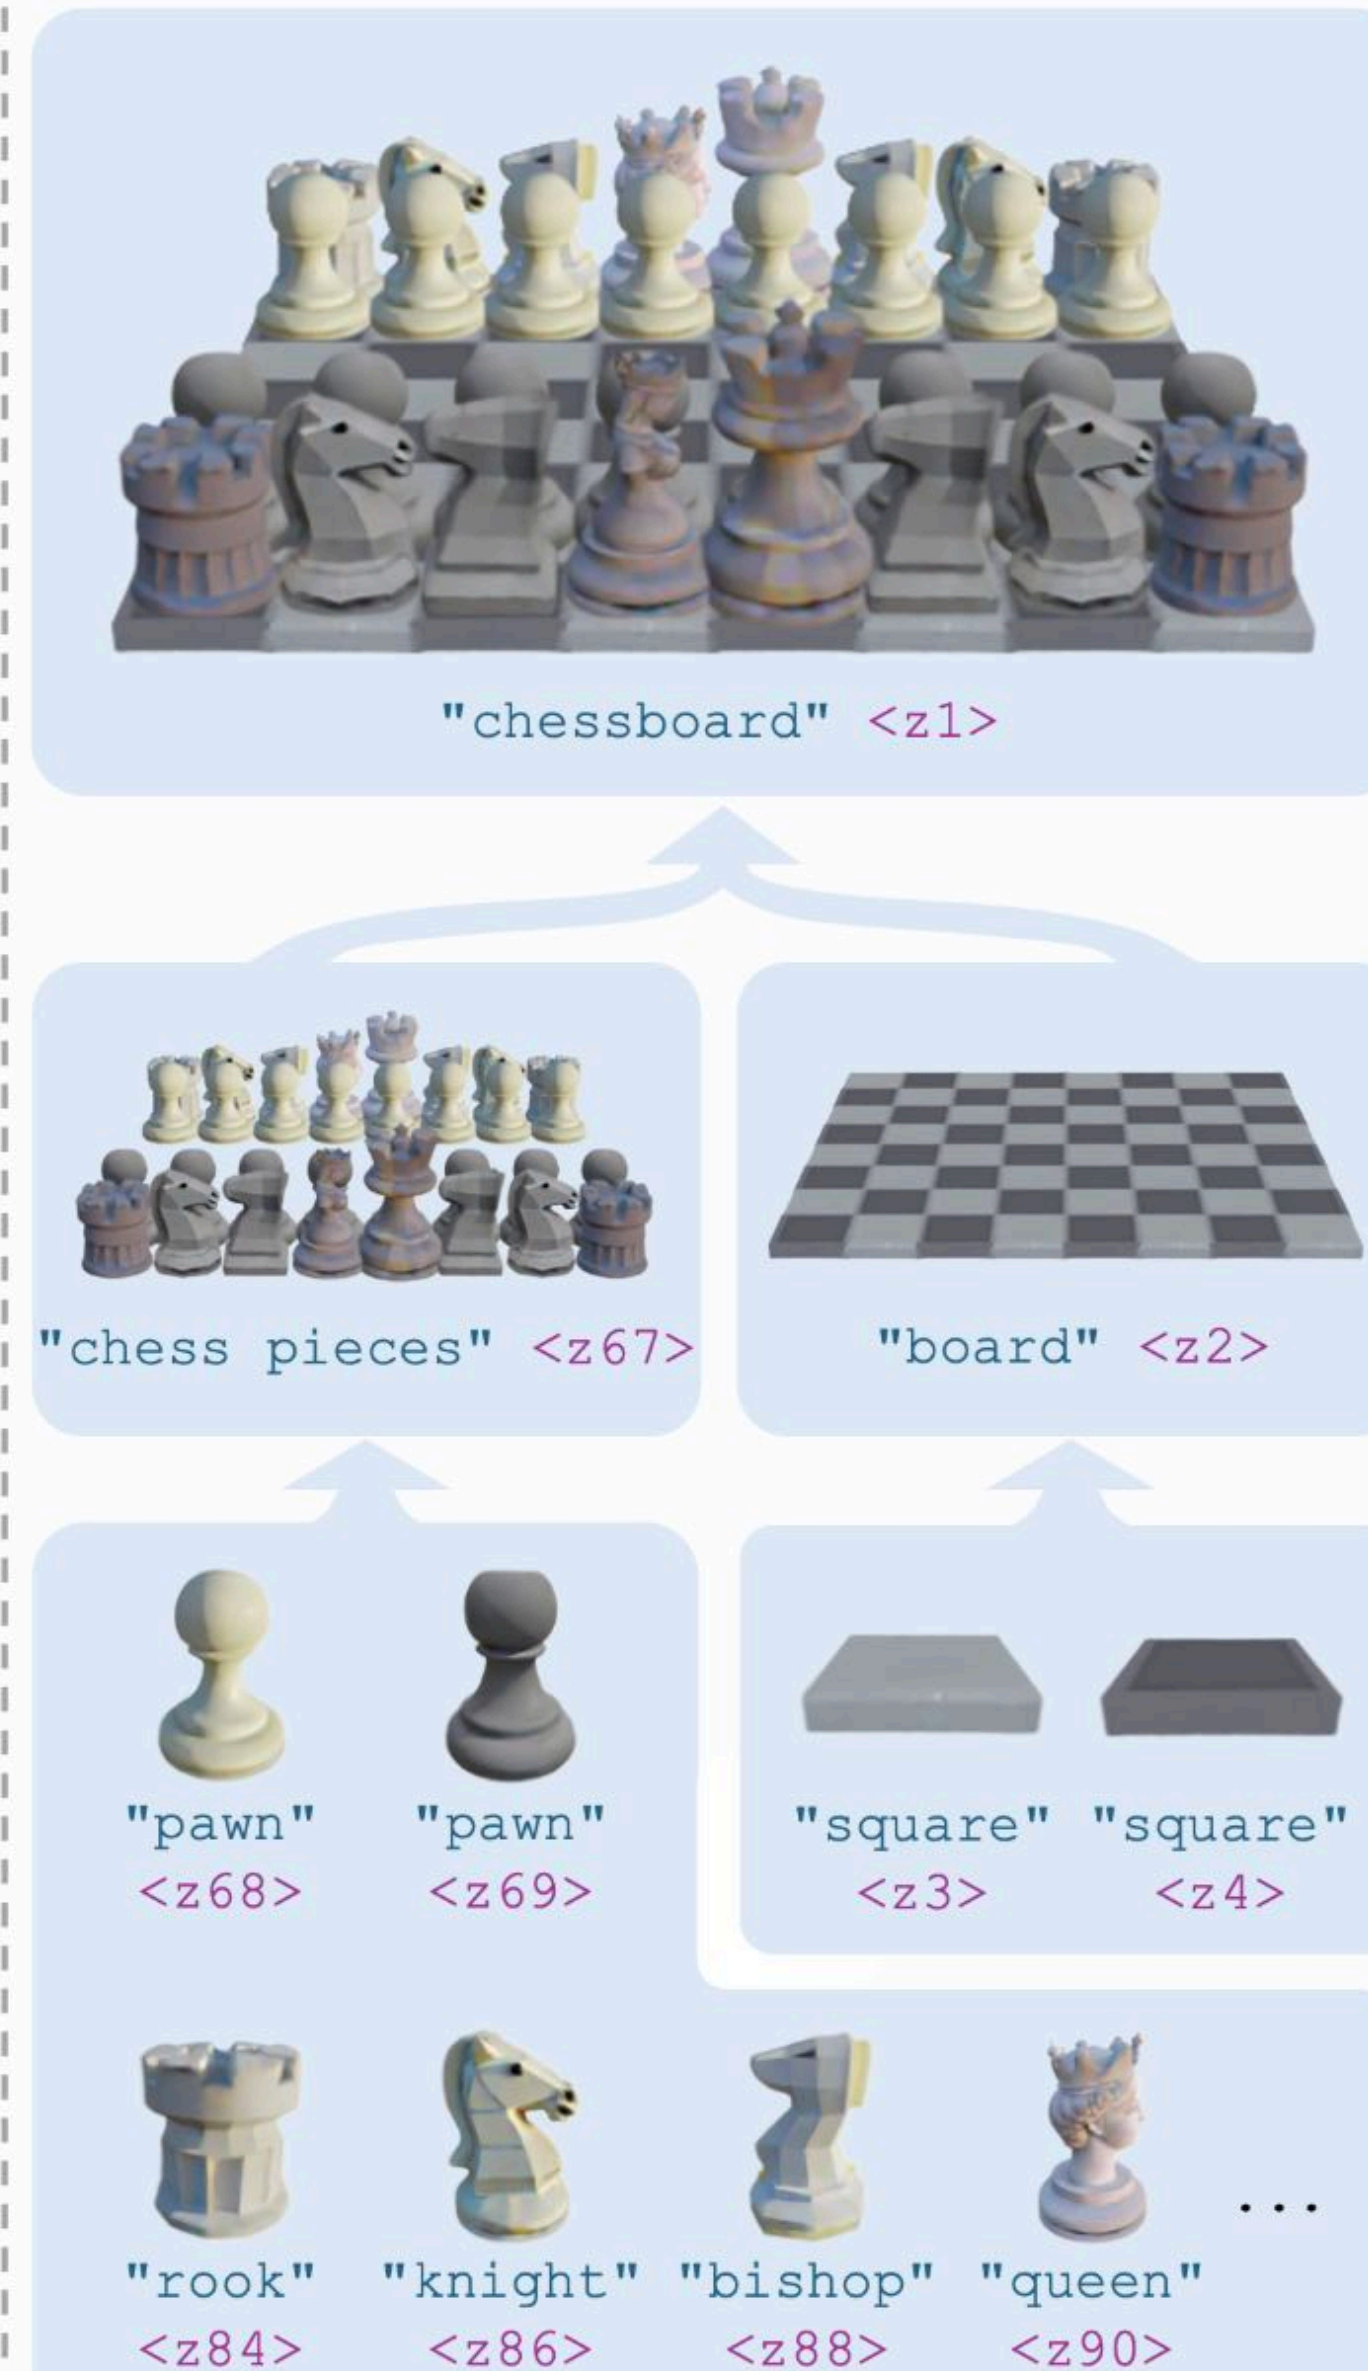 "chessboard" <z1>
"chess pieces" <z67>
"board" <z2>
"pawn" "pawn"
<z68> <z69>
"square" "square"
<z3> <z4>
"rook" "knight" "bishop" "queen" ...
<z84> <z86> <z88> <z90>